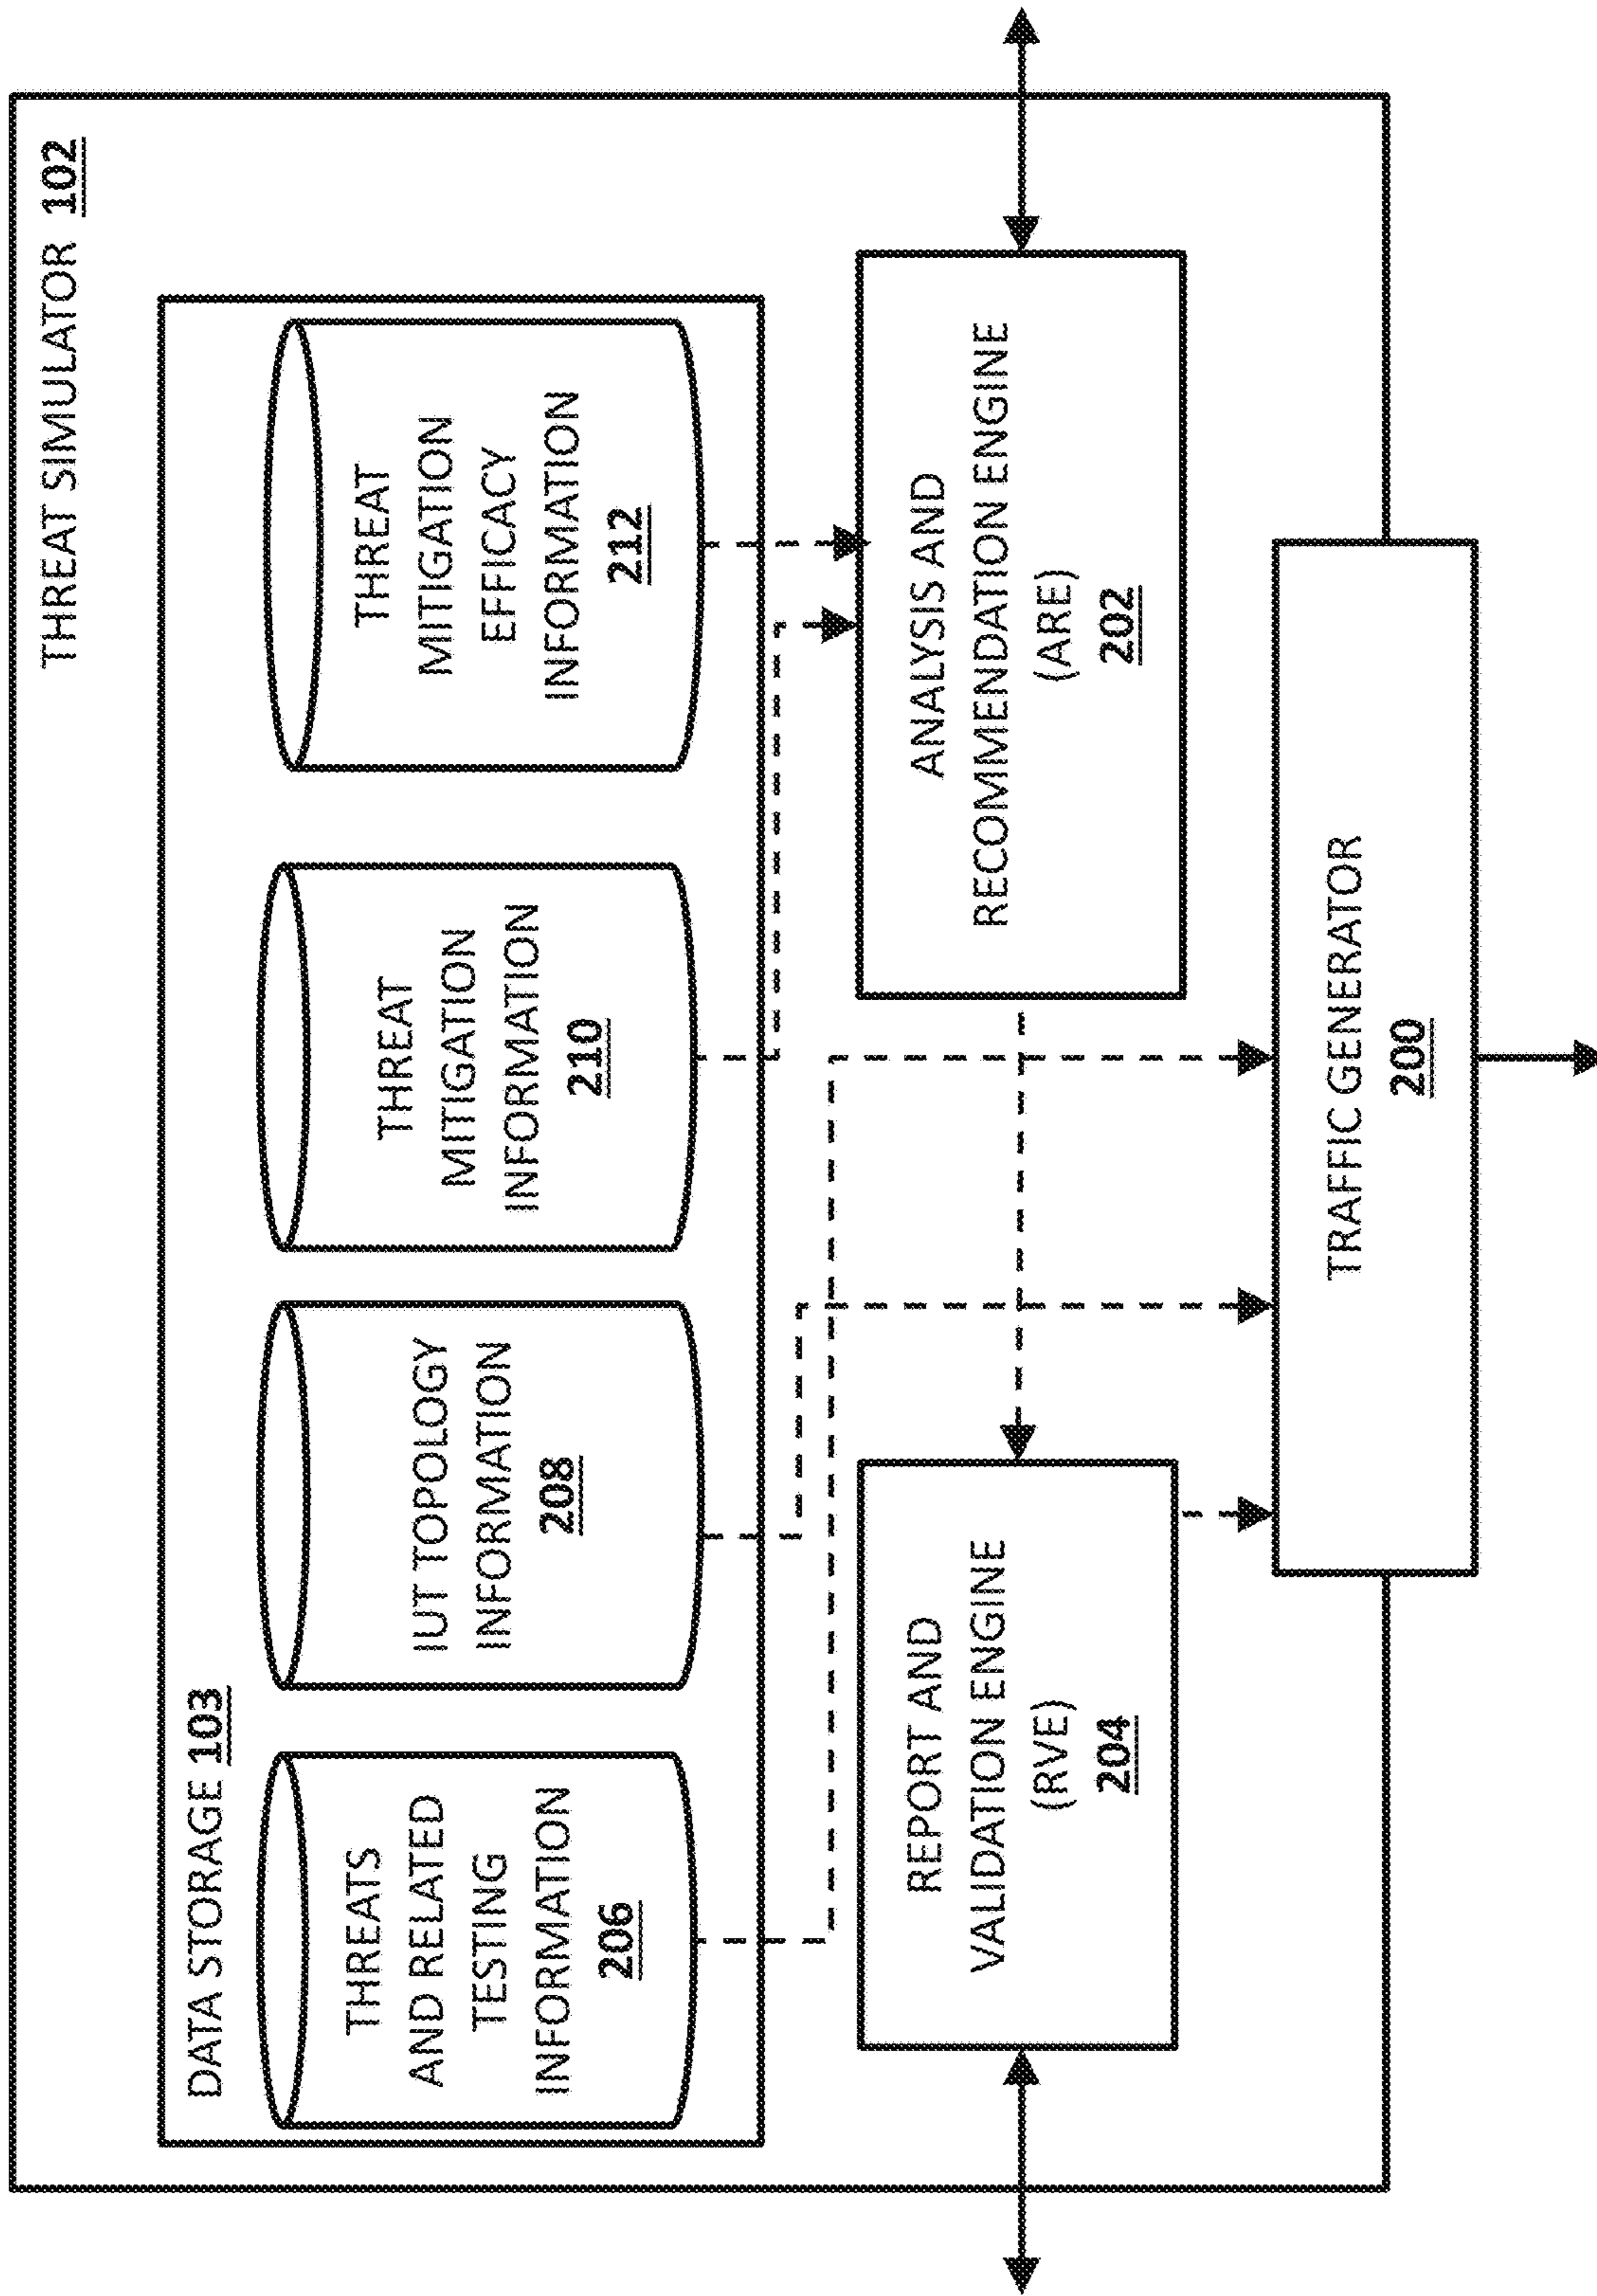 THREAT SIMULATOR 102
DATA STORAGE 103
THREATS
AND RELATED
TESTING
INFORMATION
206
IUT TOPOLOGY
INFORMATION
208
THREAT
MITIGATION
INFORMATION
210
THREAT
MITIGATION
EFFICACY
INFORMATION
212
REPORT AND
VALIDATION ENGINE
(RVE)
204
ANALYSIS AND
RECOMMENDATION ENGINE
(ARE)
202
TRAFFIC GENERATOR
200